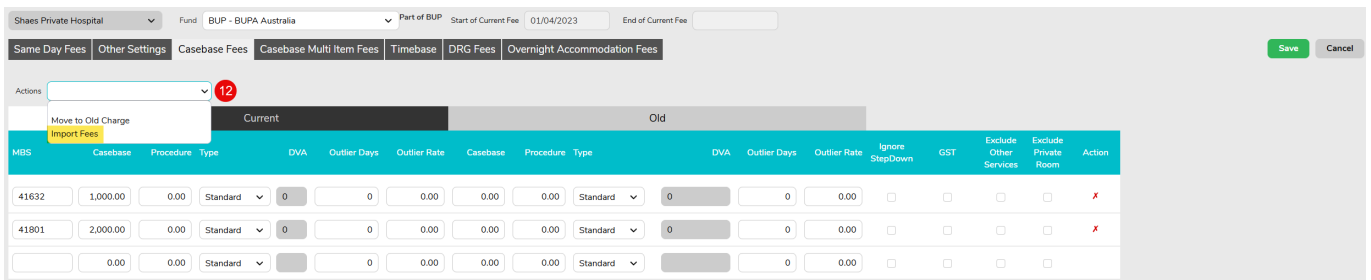 Shaes Private Hospital Fund BUP - BUPA Australia Part of BUP Start of Current Fee 01/04/2023 End of Current Fee
Same Day Fees Other Settings Casebase Fees Casebase Multi Item Fees Timebase DRG Fees Overnight Accommodation Fees Save Cancel
Actions 12
Move to Old Charge
Import Fees
Current Old
MBS Casebase Procedure Type DVA Outlier Days Outlier Rate Casebase Procedure Type DVA Outlier Days Outlier Rate Ignore StepDown GST Exclude Other Services Exclude Private Room Action
41632 1,000.00 0.00 Standard 0 0 0.00 0.00 0.00 Standard 0 0 0.00 x
41801 2,000.00 0.00 Standard 0 0 0.00 0.00 0.00 Standard 0 0 0.00 x
0.00 0.00 Standard 0 0.00 0.00 0.00 Standard 0 0.00